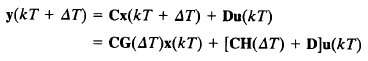 y(kT + ΔT) = Cx(kT + ΔT) + Du(kT)
= CG(ΔT)x(kT) + [CH(ΔT) + D]u(kT)